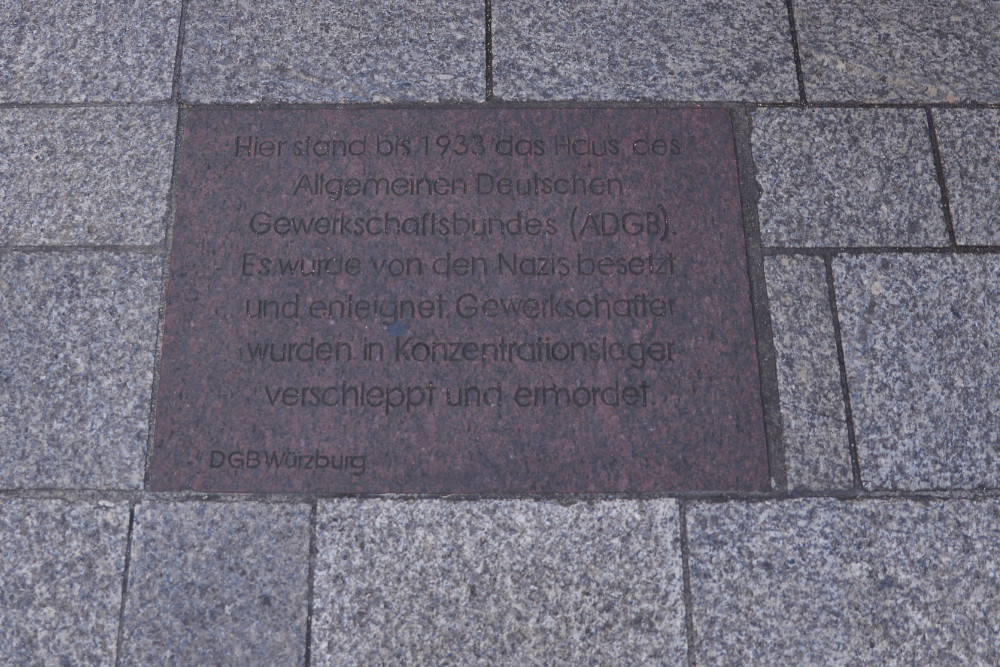 Hier stand bis 1933 das Haus des
Allgemeinen Deutschen
Gewerkschaftsbundes (ADGB).
Es wurde von den Nazis besetzt
und enteignet. Gewerkschafter
wurden in Konzentrationslager
verschleppt und ermordet.
DGB Würzburg